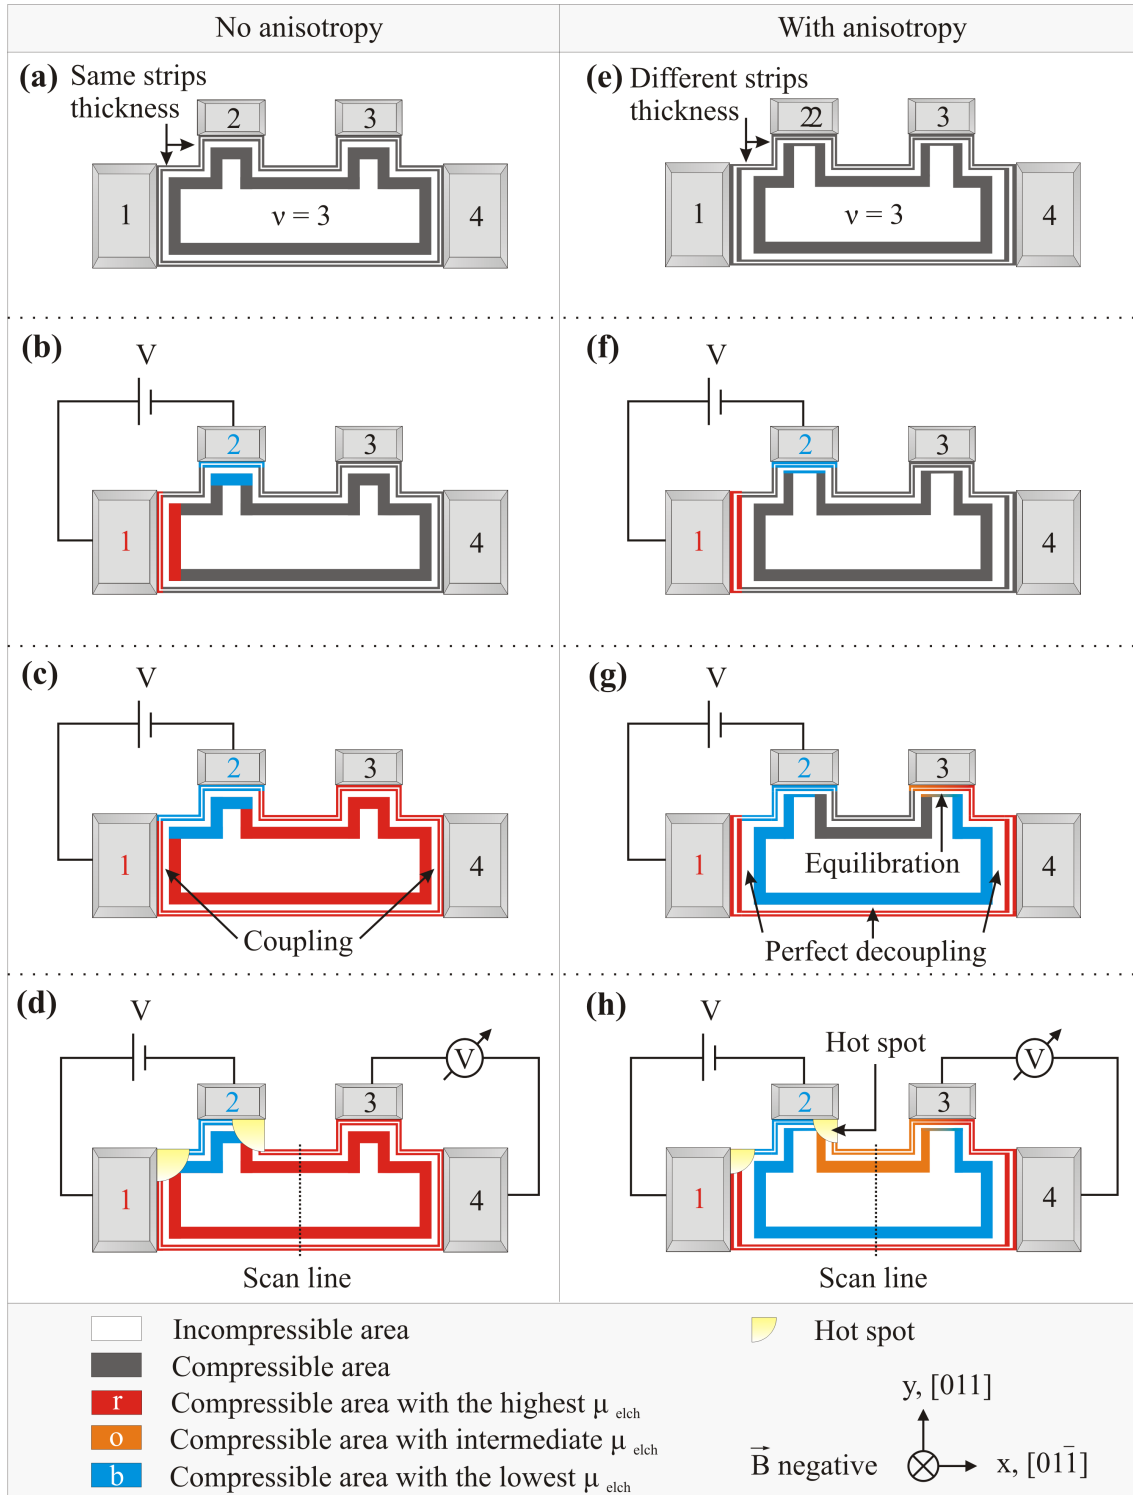 No anisotropy
With anisotropy
(a) Same strips
thickness
2
3
1
ν = 3
4
(e) Different strips
thickness
22
3
1
ν = 3
4
(b)
V
2
3
1
4
(f)
V
2
3
1
4
(c)
V
2
3
1
4
Coupling
(g)
V
2
3
1
Equilibration
4
Perfect decoupling
(d)
V
V
2
3
1
4
Scan line
(h)
V
Hot spot
V
2
3
1
4
Scan line
Incompressible area
Compressible area
r Compressible area with the highest μ elch
o Compressible area with intermediate μ elch
b Compressible area with the lowest μ elch
Hot spot
y, [011]
B⃗ negative
x, [011̄]